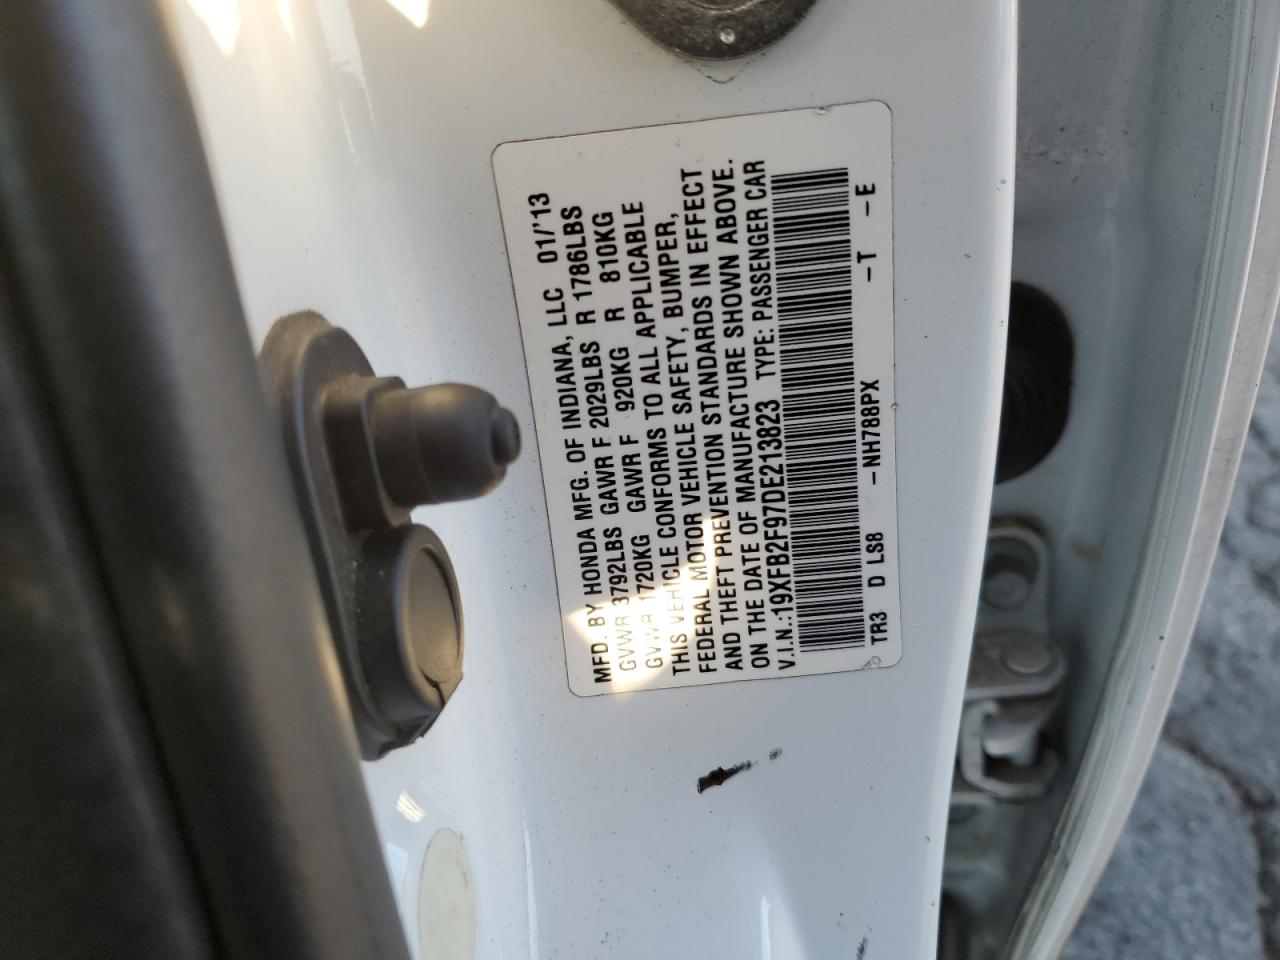 MFD. BY HONDA MFG. OF INDIANA, LLC 01/'13
GVWR 3792LBS GAWR F 2029LBS R 1786LBS
GVWR 1720KG GAWR F 920KG R 810KG
THIS VEHICLE CONFORMS TO ALL APPLICABLE
FEDERAL MOTOR VEHICLE SAFETY, BUMPER,
AND THEFT PREVENTION STANDARDS IN EFFECT
ON THE DATE OF MANUFACTURE SHOWN ABOVE.
V.I.N.:19XFB2F97DE213823 TYPE: PASSENGER CAR
TR3 D LS8 -NH788PX -T -E